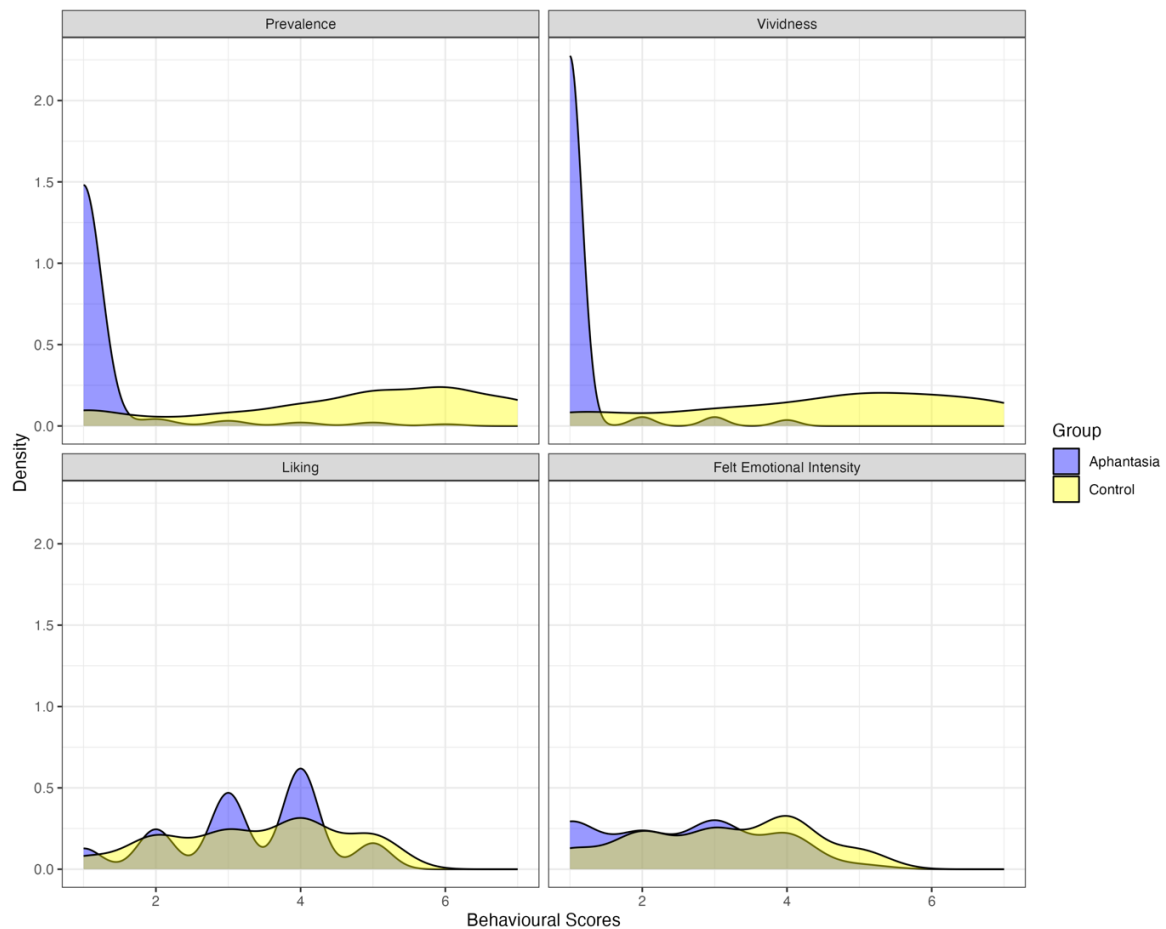 Prevalence
Vividness
2.0
1.5
1.0
0.5
0.0
Liking
Felt Emotional Intensity
2.0
1.5
1.0
0.5
0.0
2 4 6 2 4 6
Behavioural Scores
Density
Group
Aphantasia
Control